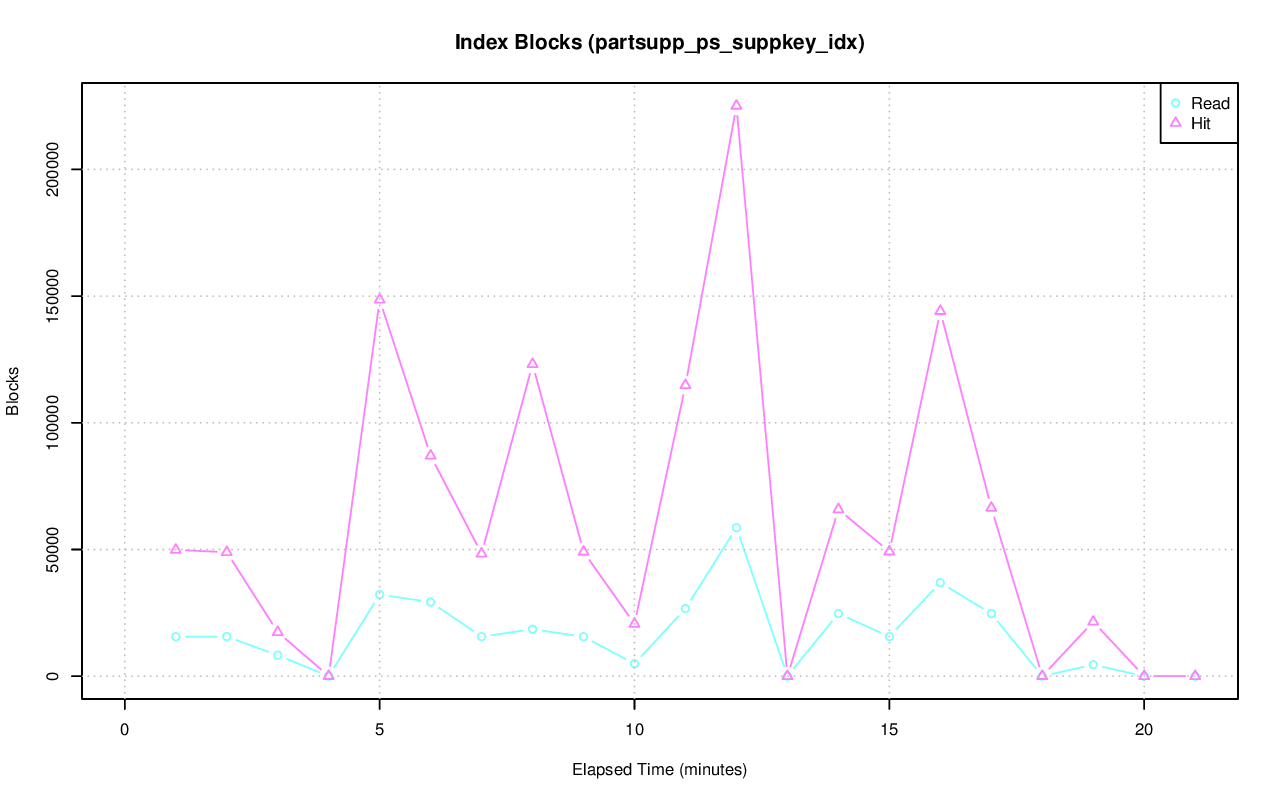 Index Blocks (partsupp_ps_suppkey_idx)
Read
Hit
Blocks
200000
150000
100000
50000
0
0 5 10 15 20
Elapsed Time (minutes)